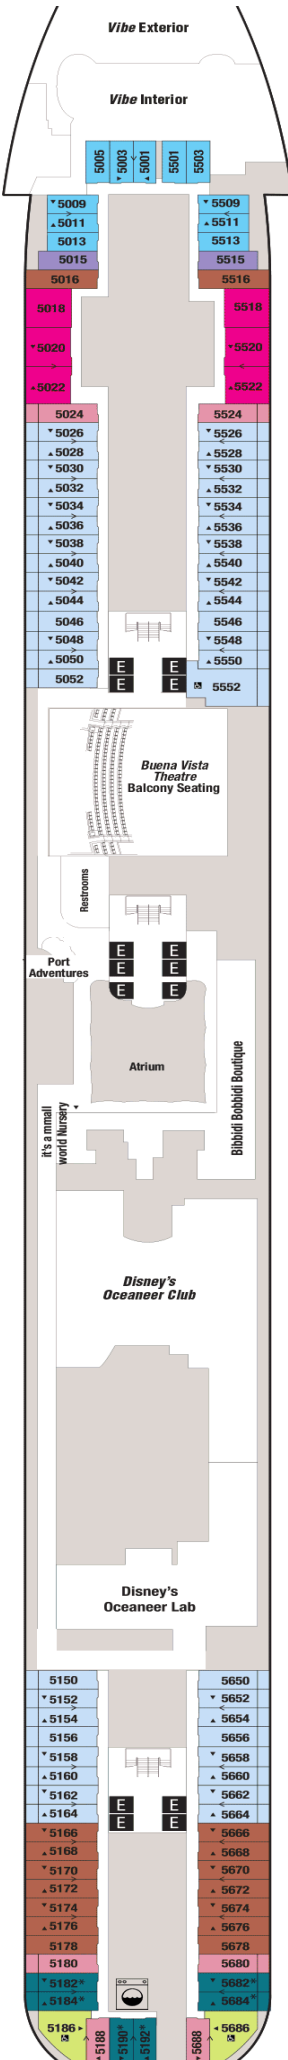 Vibe Exterior
Vibe Interior
5005 5003 5001 5501 5503
5009 5509
5011 5511
5013 5513
5015 5515
5016 5516
5018 5518
5020 5520
5022 5522
5024 5524
5026 5526
5028 5528
5030 5530
5032 5532
5034 5534
5036 5536
5038 5538
5040 5540
5042 5542
5044 5544
5046 5546
5048 5548
5050 E E 5550
5052 E E 5552
Buena Vista
Theatre
Balcony Seating
Restrooms
E E
E E
Port
Adventures
E E
Atrium
it's a mmall
world Nursery
Bibbidi Bobbidi Boutique
Disney's
Oceaneer Club
Disney's
Oceaneer Lab
5150 5650
5152 5652
5154 5654
5156 5656
5158 5658
5160 5660
5162 E E 5662
5164 E E 5664
5166 5666
5168 5668
5170 5670
5172 5672
5174 5674
5176 5676
5178 5678
5180 5680
5182* 5682*
5184* 5684*
5186 5686
5188 5190* 5192* 5688